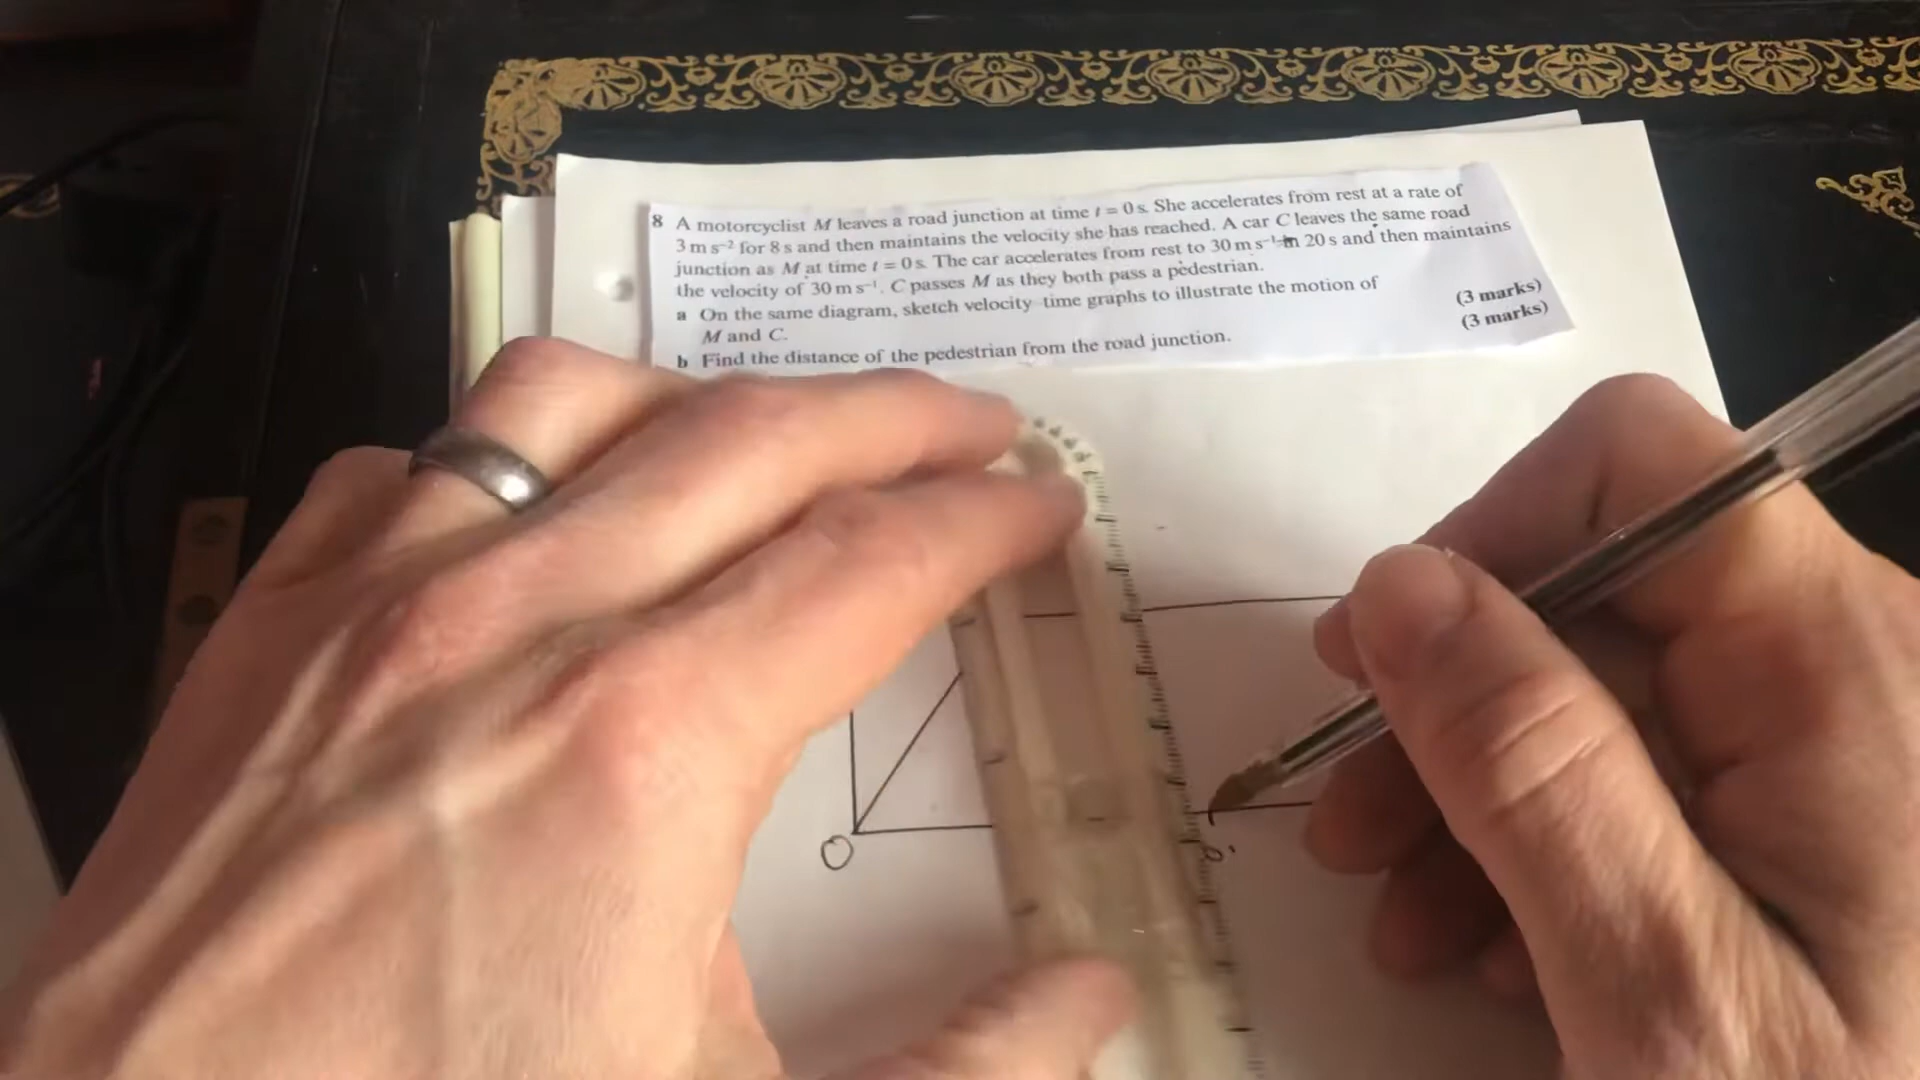 8 A motorcyclist M leaves a road junction at time t = 0 s. She accelerates from rest at a rate of
3 m s⁻² for 8 s and then maintains the velocity she has reached. A car C leaves the same road
junction as M at time t = 0 s. The car accelerates from rest to 30 m s⁻¹ in 20 s and then maintains
the velocity of 30 m s⁻¹. C passes M as they both pass a pedestrian.
a On the same diagram, sketch velocity–time graphs to illustrate the motion of
M and C. (3 marks)
b Find the distance of the pedestrian from the road junction. (3 marks)
O